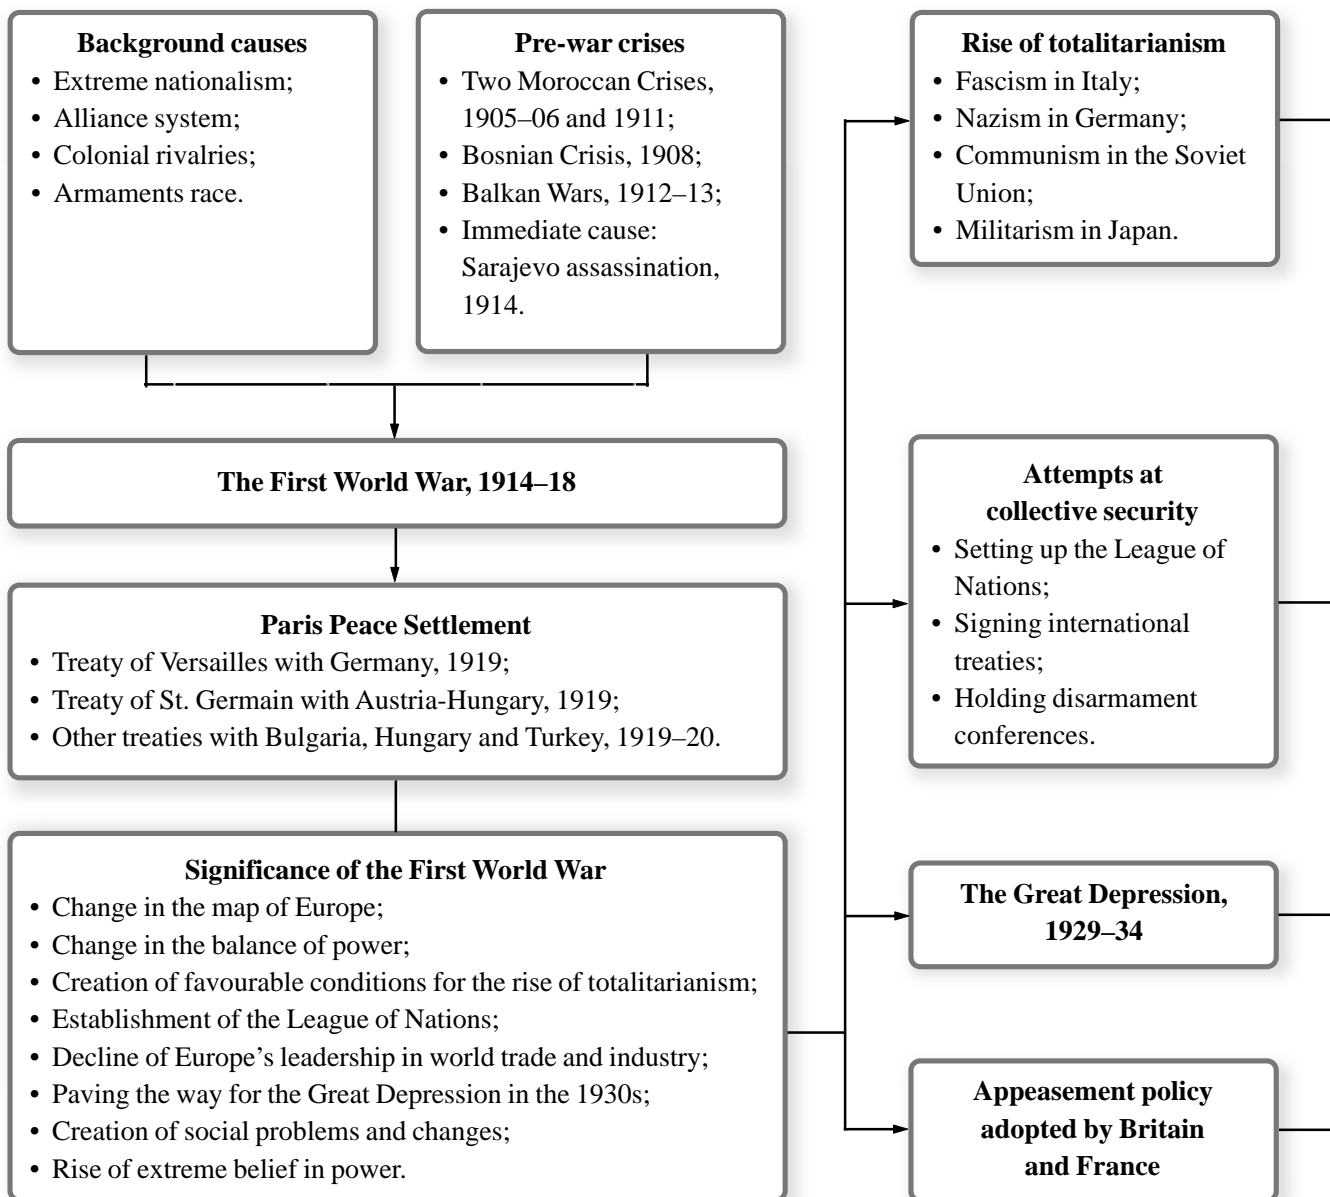 Background causes
• Extreme nationalism;
• Alliance system;
• Colonial rivalries;
• Armaments race.
Pre-war crises
• Two Moroccan Crises,
1905–06 and 1911;
• Bosnian Crisis, 1908;
• Balkan Wars, 1912–13;
• Immediate cause:
Sarajevo assassination,
1914.
The First World War, 1914–18
Paris Peace Settlement
• Treaty of Versailles with Germany, 1919;
• Treaty of St. Germain with Austria-Hungary, 1919;
• Other treaties with Bulgaria, Hungary and Turkey, 1919–20.
Significance of the First World War
• Change in the map of Europe;
• Change in the balance of power;
• Creation of favourable conditions for the rise of totalitarianism;
• Establishment of the League of Nations;
• Decline of Europe’s leadership in world trade and industry;
• Paving the way for the Great Depression in the 1930s;
• Creation of social problems and changes;
• Rise of extreme belief in power.
Rise of totalitarianism
• Fascism in Italy;
• Nazism in Germany;
• Communism in the Soviet
Union;
• Militarism in Japan.
Attempts at
collective security
• Setting up the League of
Nations;
• Signing international
treaties;
• Holding disarmament
conferences.
The Great Depression,
1929–34
Appeasement policy
adopted by Britain
and France